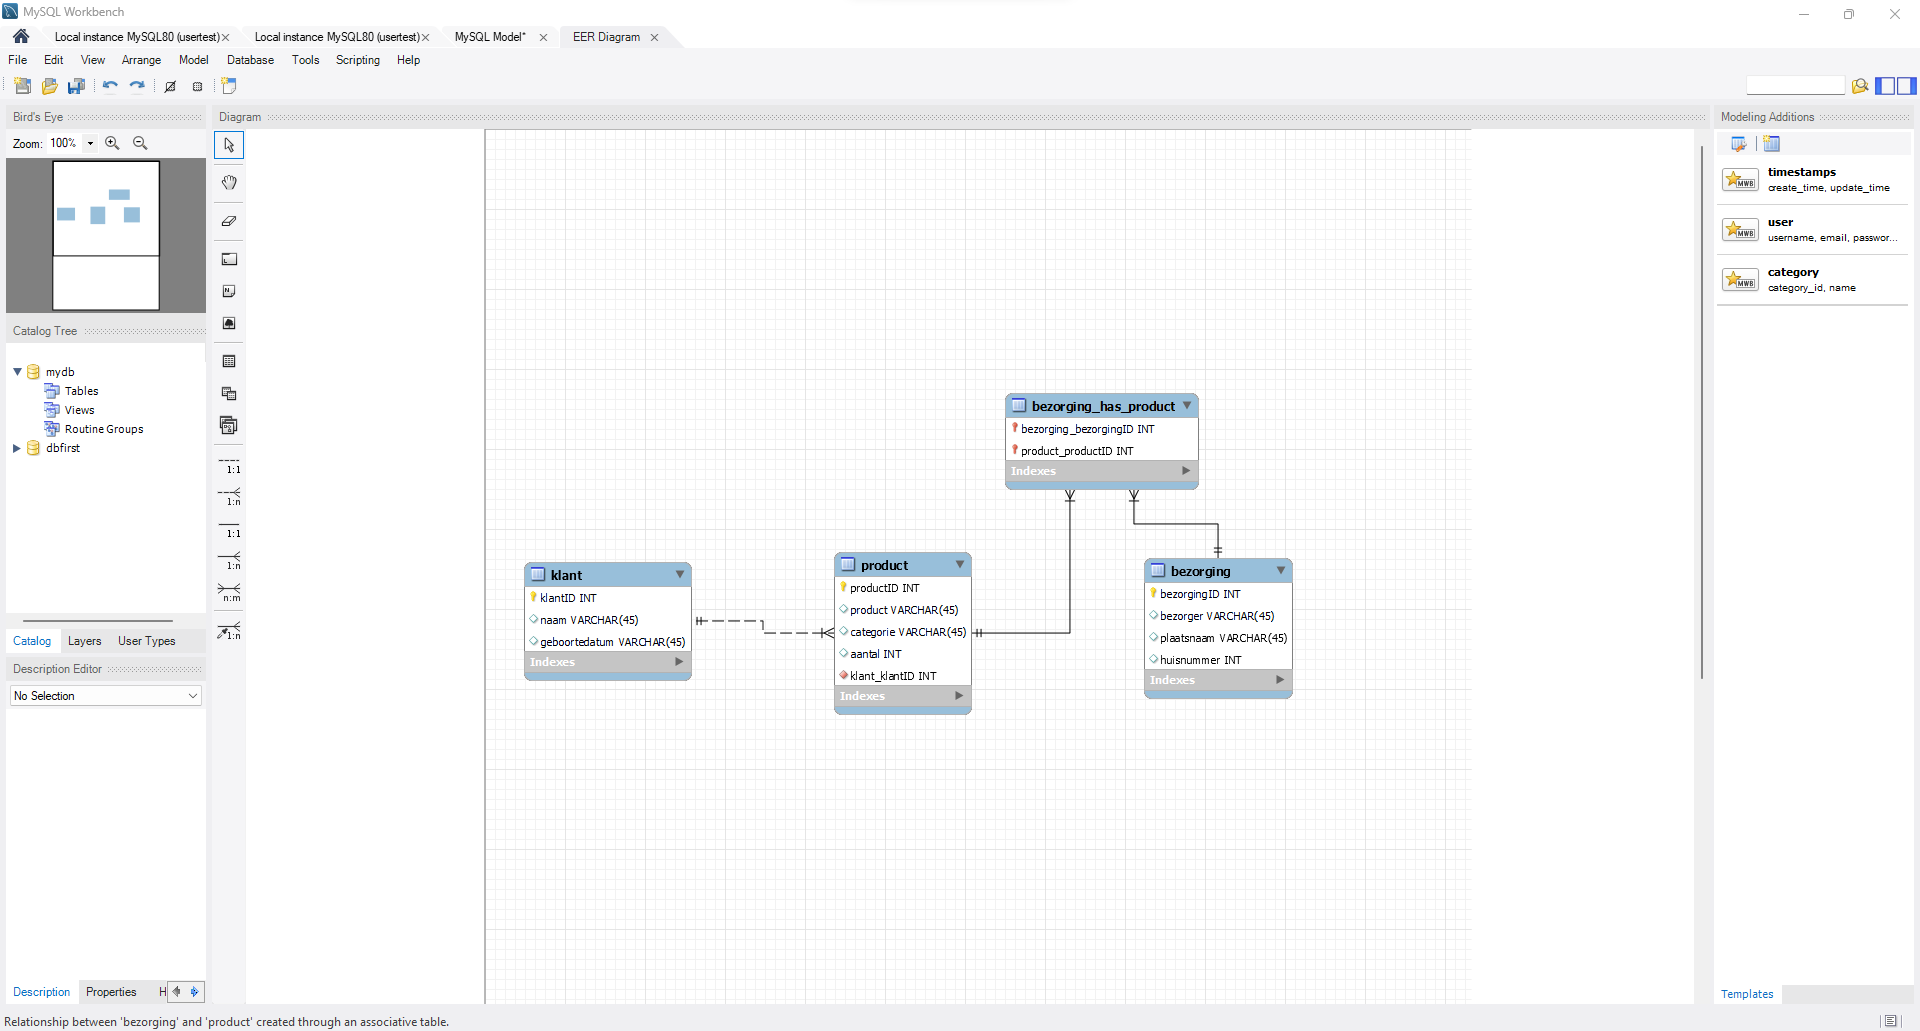 MySQL Workbench
Local instance MySQL80 (usertest)
Local instance MySQL80 (usertest)
MySQL Model*
EER Diagram
File Edit View Arrange Model Database Tools Scripting Help
Bird's Eye
Zoom: 100%
Catalog Tree
mydb
Tables
Views
Routine Groups
dbfirst
Catalog Layers User Types
Description Editor
No Selection
Description Properties H
Diagram
1:1
1:n
1:1
1:n
n:m
1:n
bezorging_has_product
bezorging_bezorgingID INT
product_productID INT
Indexes
klant
klantID INT
naam VARCHAR(45)
geboortedatum VARCHAR(45)
Indexes
product
productID INT
product VARCHAR(45)
categorie VARCHAR(45)
aantal INT
klant_klantID INT
Indexes
bezorging
bezorgingID INT
bezorger VARCHAR(45)
plaatsnaam VARCHAR(45)
huisnummer INT
Indexes
Modeling Additions
MWB
timestamps
create_time, update_time
MWB
user
username, email, passwor...
MWB
category
category_id, name
Templates
Relationship between 'bezorging' and 'product' created through an associative table.